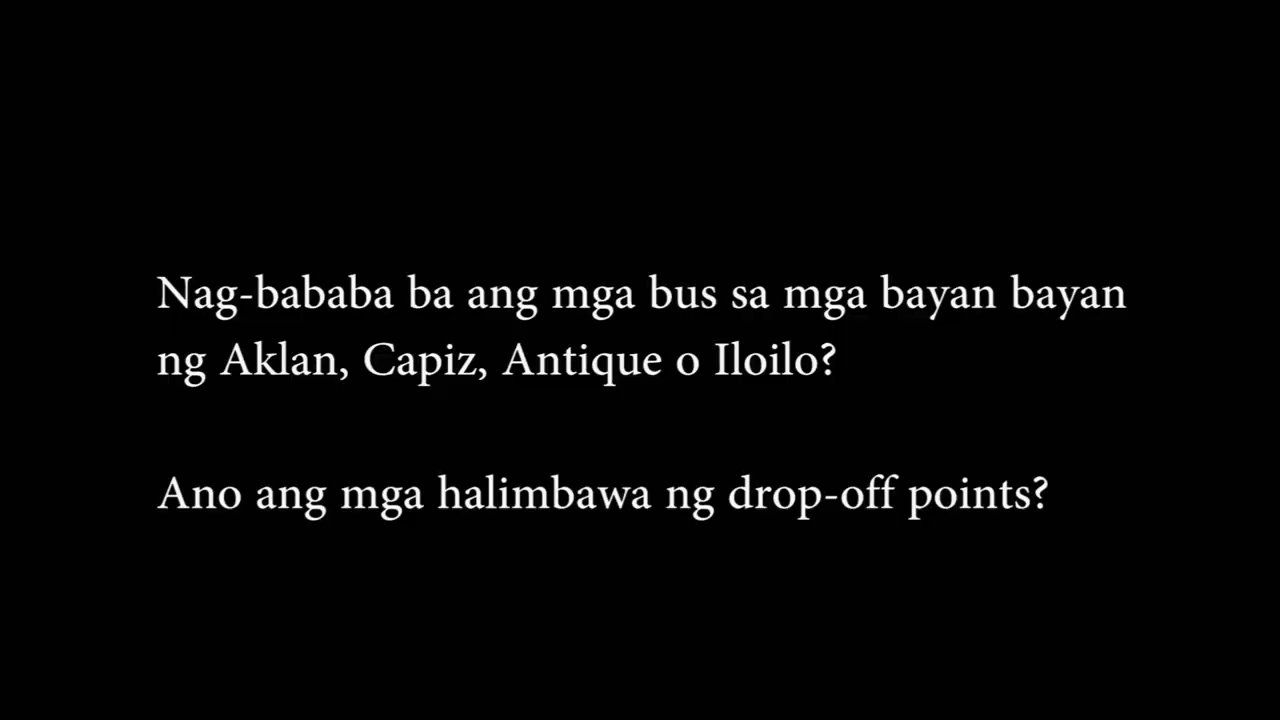 Nag-bababa ba ang mga bus sa mga bayan bayan
ng Aklan, Capiz, Antique o Iloilo?
Ano ang mga halimbawa ng drop-off points?